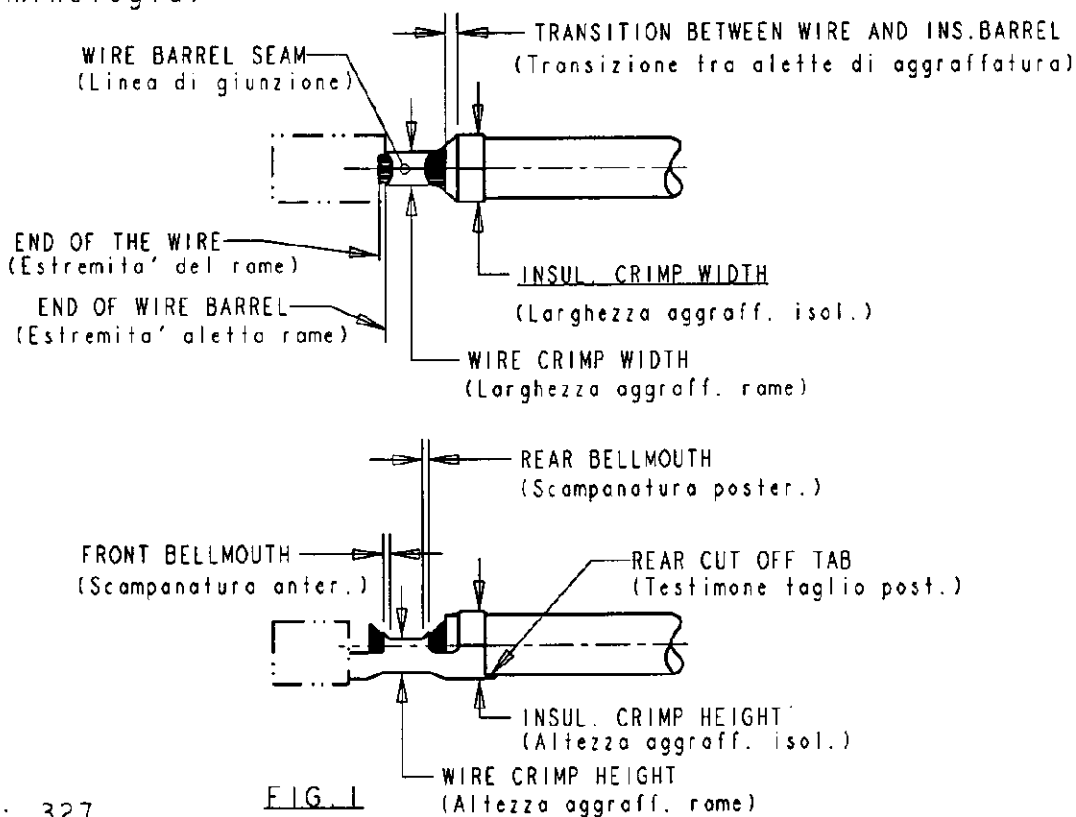 TRANSITION BETWEEN WIRE AND INS.BARREL
(Transizione tra alette di aggraffatura)
WIRE BARREL SEAM
(Linea di giunzione)
END OF THE WIRE
(Estremita' del rame)
END OF WIRE BARREL
(Estremita' aletta rame)
INSUL. CRIMP WIDTH
(Larghezza aggraff. isol.)
WIRE CRIMP WIDTH
(Larghezza aggraff. rame)
REAR BELLMOUTH
(Scampanatura poster.)
FRONT BELLMOUTH
(Scampanatura anter.)
REAR CUT OFF TAB
(Testimone taglio post.)
INSUL. CRIMP HEIGHT
(Altezza aggraff. isol.)
WIRE CRIMP HEIGHT
(Altezza aggraff. rame)
FIG.1
327